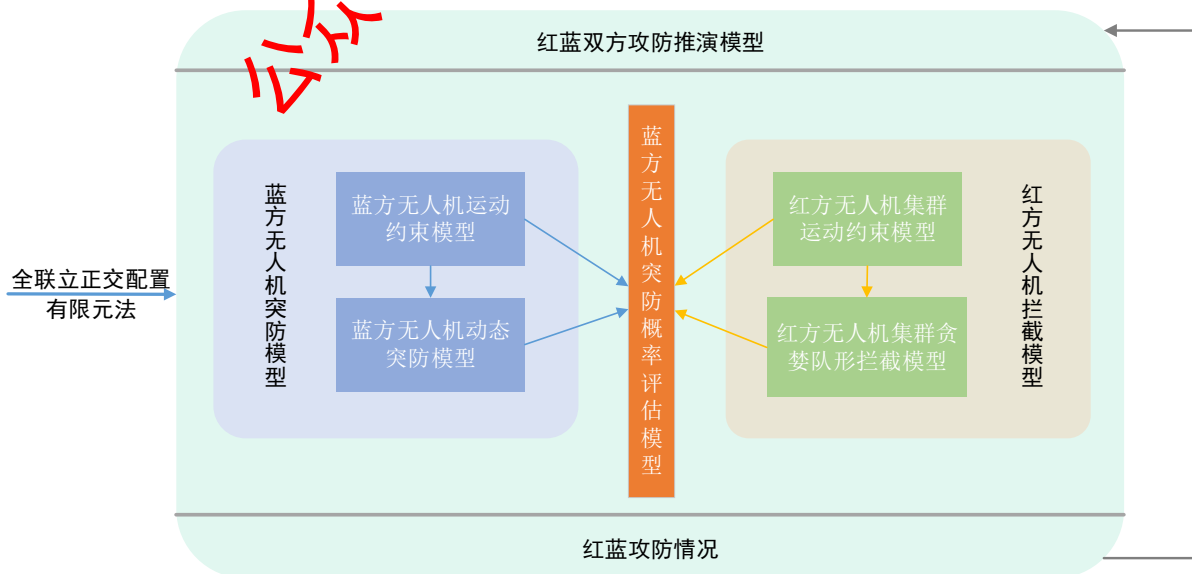 公众
红蓝双方攻防推演模型
全联立正交配置
有限元法
蓝方无人机突防模型
蓝方无人机运动
约束模型
蓝方无人机动态
突防模型
蓝方无人机突防概率评估模型
红方无人机集群
运动约束模型
红方无人机集群贪
婪队形拦截模型
红方无人机拦截模型
红蓝攻防情况